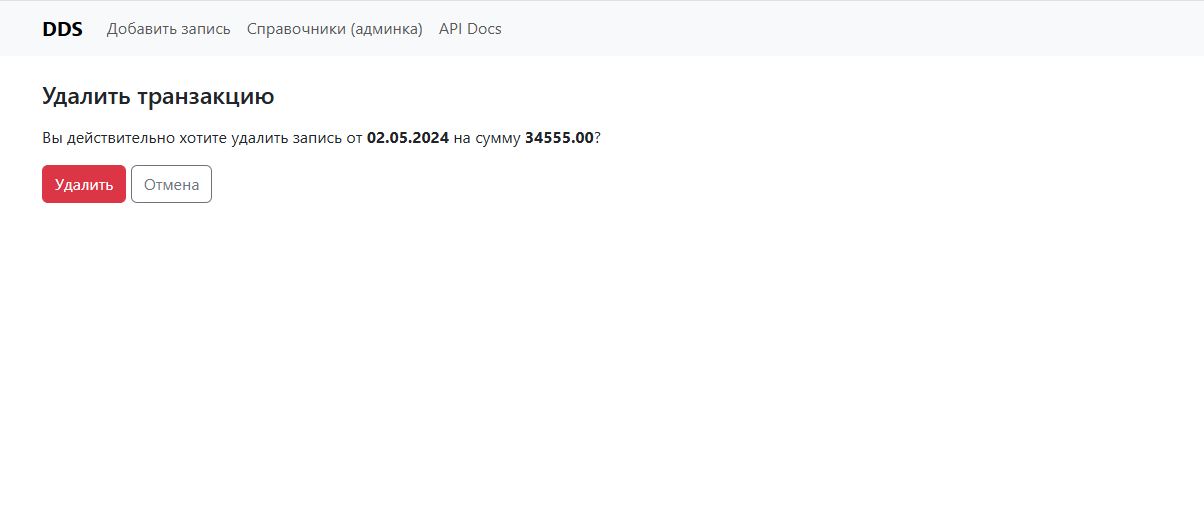 DDS Добавить запись Справочники (админка) API Docs
Удалить транзакцию
Вы действительно хотите удалить запись от 02.05.2024 на сумму 34555.00?
Удалить Отмена